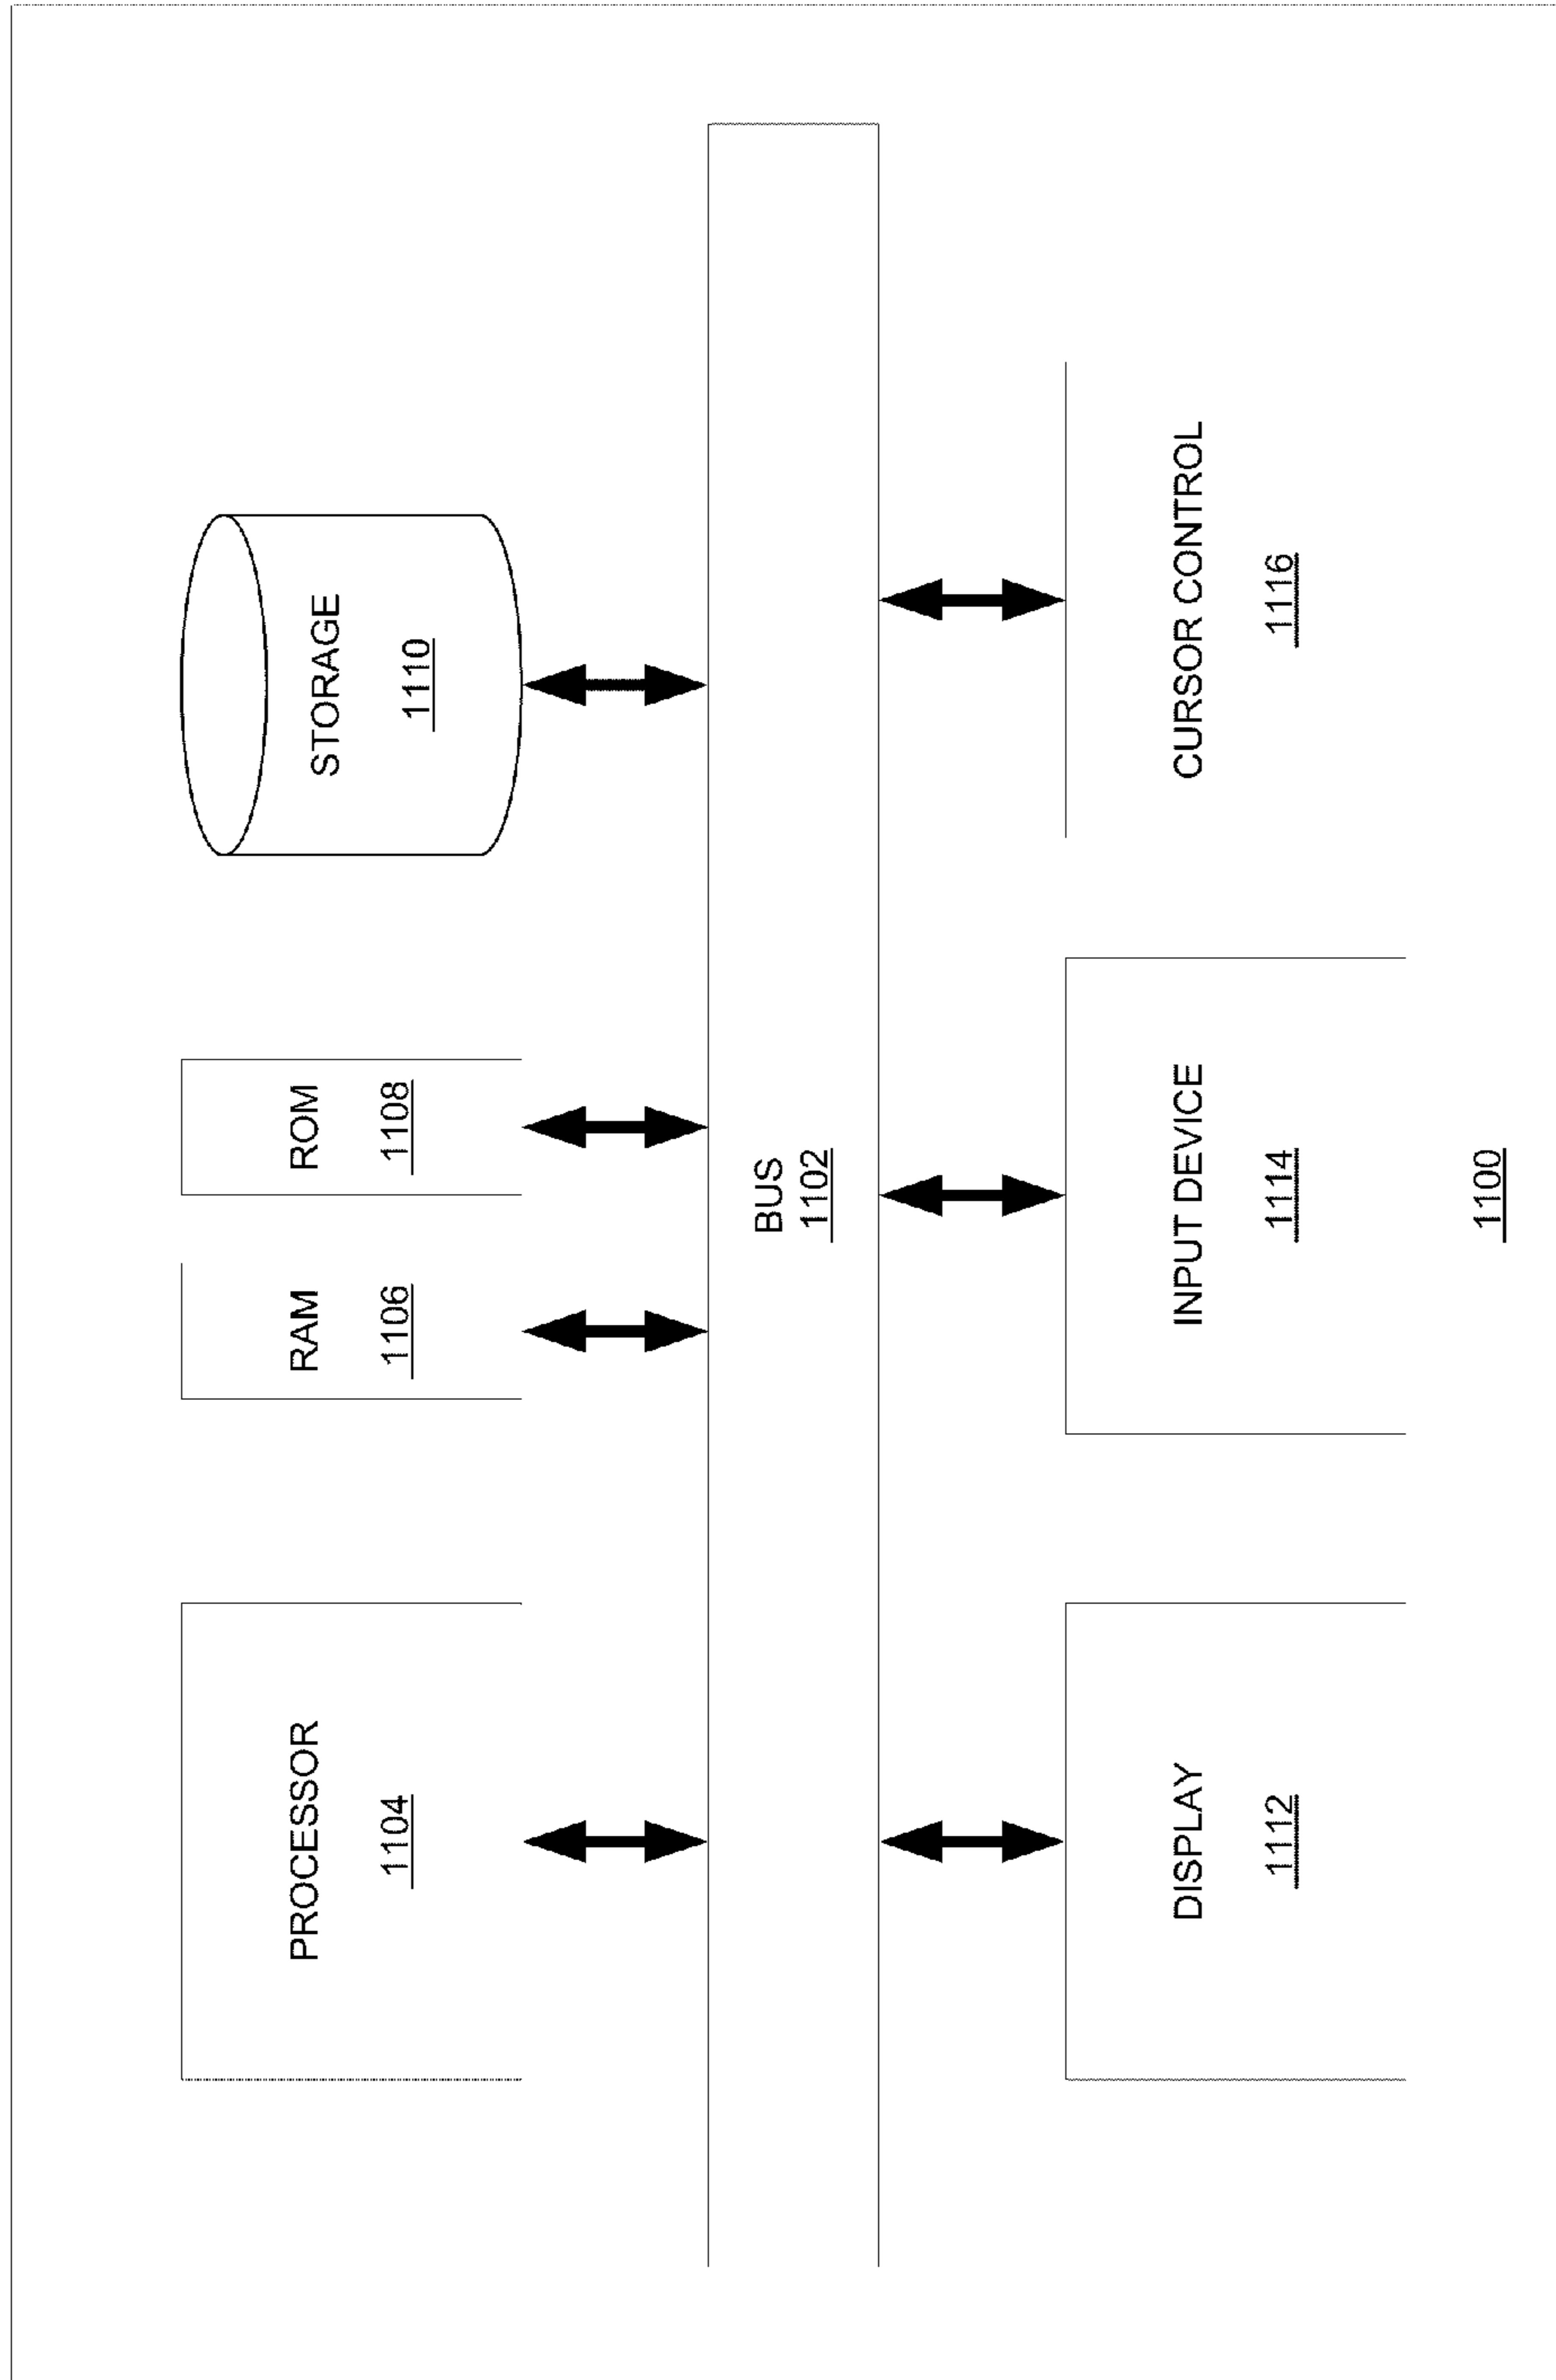 PROCESSOR
1104
RAM
1106
ROM
1108
STORAGE
1110
BUS
1102
DISPLAY
1112
INPUT DEVICE
1114
CURSOR CONTROL
1116
1100